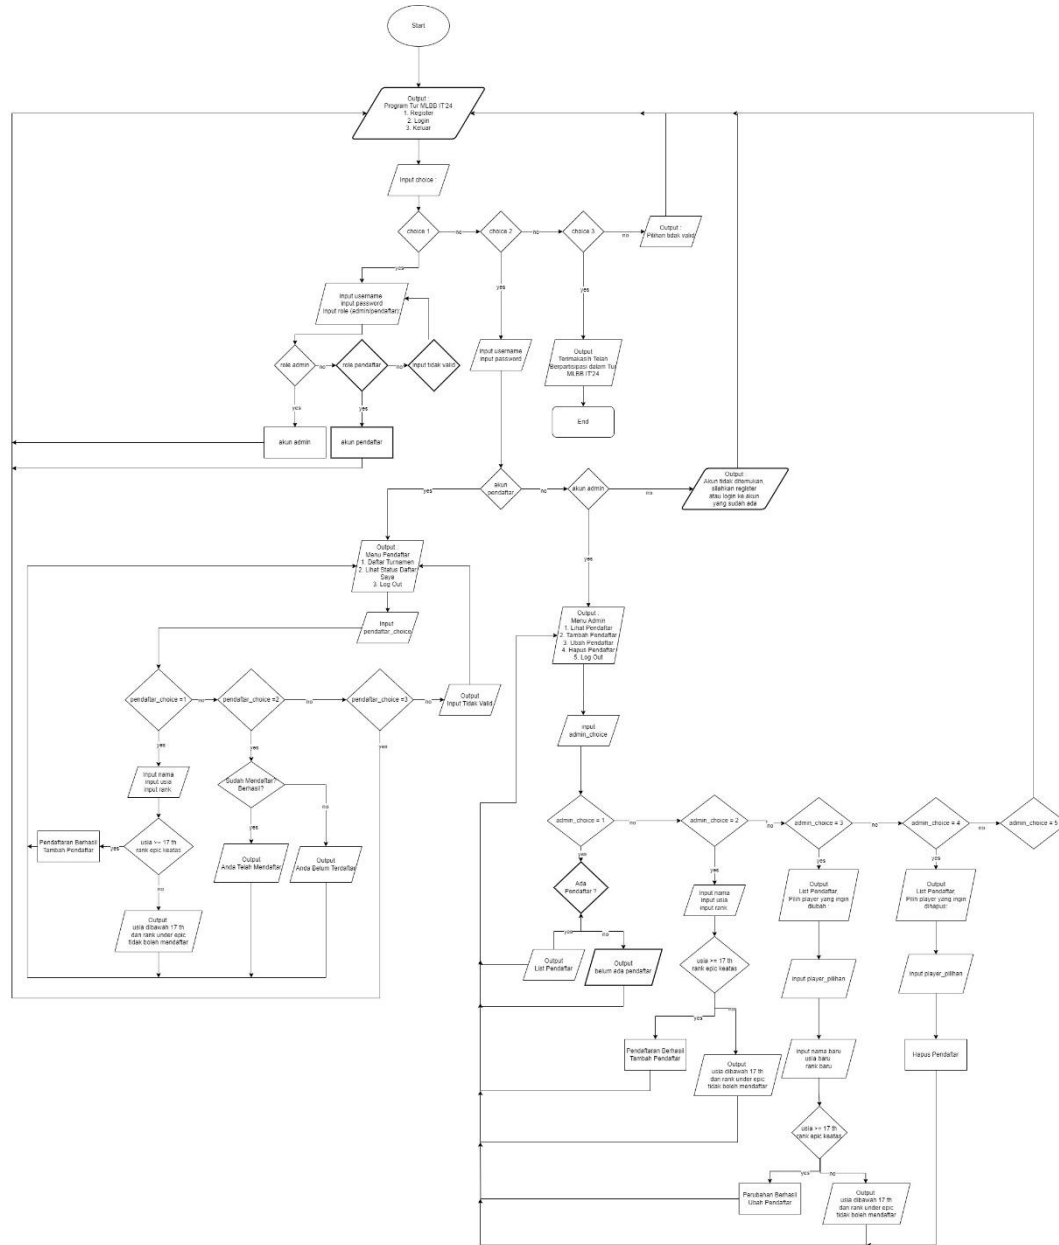 Start
Output :
Program Tur MLBB IT'24
1. Register
2. Login
3. Keluar
Input choice :
choice 1
no
choice 2
no
choice 3
no
Output :
Pilihan tidak valid
yes
yes
yes
Input username
input password
input role (admin/pendaftar)
role admin
no
role pendaftar
no
input tidak valid
yes
yes
akun admin
akun pendaftar
Input username
input password
Output
Terimakasih Telah
Berpartisipasi dalam Tur
MLBB IT'24
End
akun
pendaftar
yes
no
akun admin
no
Output :
Akun tidak ditemukan,
silahkan register
atau login ke akun
yang sudah ada
yes
Output :
Menu Pendaftar
1. Daftar Turnamen
2. Lihat Status Daftar
Saya
3. Log Out
Input
pendaftar_choice
pendaftar_choice =1
no
pendaftar_choice =2
no
pendaftar_choice =3
no
Output
Input Tidak Valid
yes
yes
yes
Input nama
input usia
input rank
Sudah Mendaftar?
Berhasil?
yes
no
usia >= 17 th
rank epic keatas
yes
Pendaftaran Berhasil
Tambah Pendaftar
no
Output
usia dibawah 17 th
dan rank under epic
tidak boleh mendaftar
Output
Anda Telah Mendaftar
Output
Anda Belum Terdaftar
Output :
Menu Admin
1. Lihat Pendaftar
2. Tambah Pendaftar
3. Ubah Pendaftar
4. Hapus Pendaftar
5. Log Out
input
admin_choice
admin_choice = 1
no
admin_choice = 2
no
admin_choice = 3
no
admin_choice = 4
no
admin_choice = 5
yes
yes
yes
yes
Ada
Pendaftar ?
yes
no
Output
List Pendaftar
Output
belum ada pendaftar
Input nama
input usia
input rank
usia >= 17 th
rank epic keatas
yes
no
Pendaftaran Berhasil
Tambah Pendaftar
Output
usia dibawah 17 th
dan rank under epic
tidak boleh mendaftar
Output
List Pendaftar,
Pilih player yang ingin
diubah :
Input player_pilihan
Input nama baru
usia baru
rank baru
usia >= 17 th
rank epic keatas
yes
no
Perubahan Berhasil
Ubah Pendaftar
Output
usia dibawah 17 th
dan rank under epic
tidak boleh mendaftar
Output
List Pendaftar,
Pilih player yang ingin
dihapus:
Input player_pilihan
Hapus Pendaftar